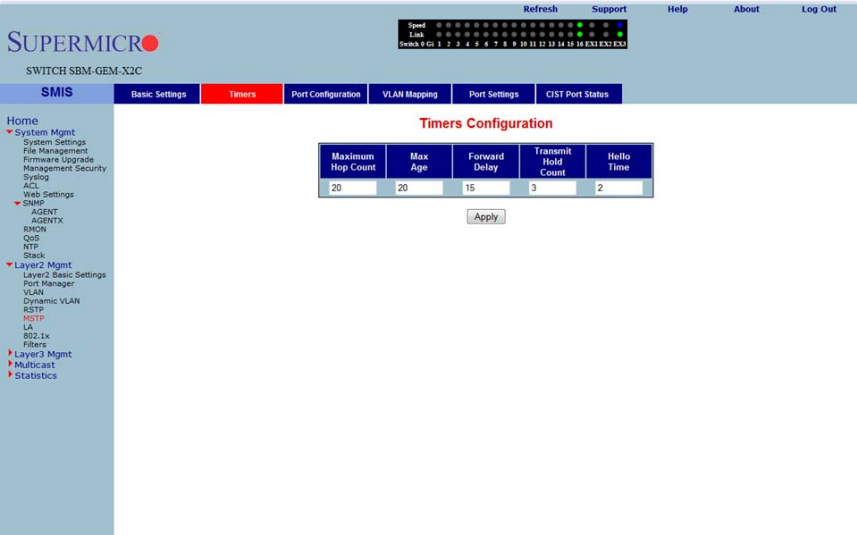 Refresh Support Help About Log Out
Speed
Link
Switch 0 Gi 1 2 3 4 5 6 7 8 9 10 11 12 13 14 15 16 EX1 EX2 EX3
SUPERMICRO
SWITCH SBM-GEM-X2C
SMIS
Basic Settings Timers Port Configuration VLAN Mapping Port Settings CIST Port Status
Home
System Mgmt
System Settings
File Management
Firmware Upgrade
Management Security
Syslog
ACL
Web Settings
SNMP
AGENT
AGENTX
RMON
QoS
NTP
Stack
Layer2 Mgmt
Layer2 Basic Settings
Port Manager
VLAN
Dynamic VLAN
RSTP
MSTP
LA
802.1x
Filters
Layer3 Mgmt
Multicast
Statistics
Timers Configuration
Maximum Hop Count Max Age Forward Delay Transmit Hold Count Hello Time
20 20 15 3 2
Apply